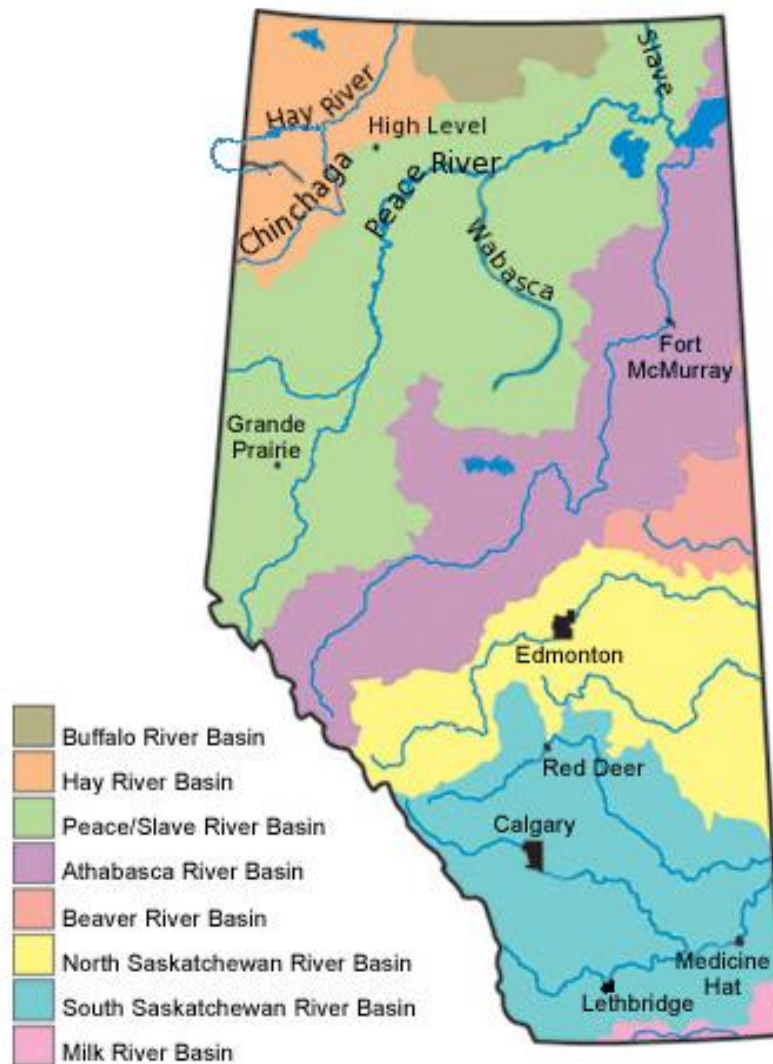 Slave
Hay River
High Level
Peace River
Chinchaga
Wabasca
Fort
McMurray
Grande
Prairie
Edmonton
Red Deer
Calgary
Medicine
Hat
Lethbridge
Buffalo River Basin
Hay River Basin
Peace/Slave River Basin
Athabasca River Basin
Beaver River Basin
North Saskatchewan River Basin
South Saskatchewan River Basin
Milk River Basin